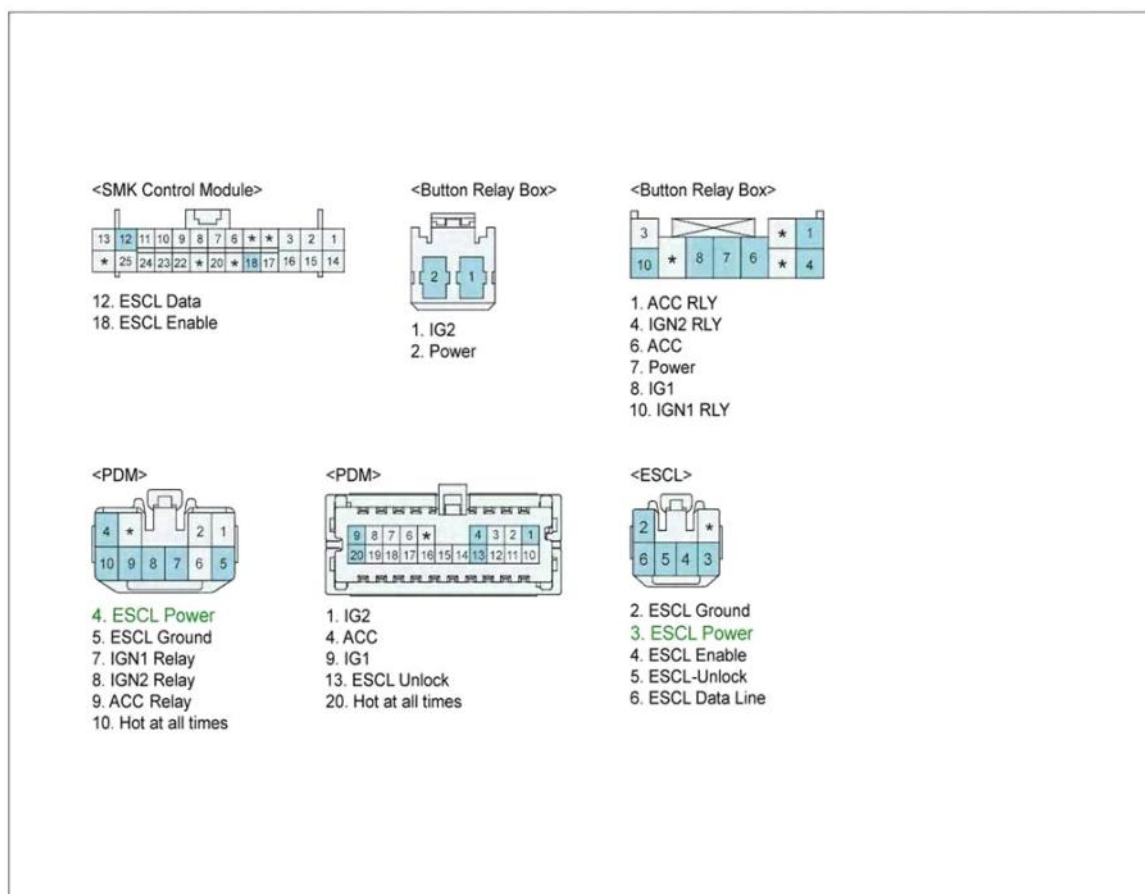 <SMK Control Module>
13 12 11 10 9 8 7 6 * * 3 2 1
* 25 24 23 22 * 20 * 18 17 16 15 14
12. ESCL Data
18. ESCL Enable
<Button Relay Box>
2 1
1. IG2
2. Power
<Button Relay Box>
3 * 1
10 * 8 7 6 * 4
1. ACC RLY
4. IGN2 RLY
6. ACC
7. Power
8. IG1
10. IGN1 RLY
<PDM>
4 * 2 1
10 9 8 7 6 5
4. ESCL Power
5. ESCL Ground
7. IGN1 Relay
8. IGN2 Relay
9. ACC Relay
10. Hot at all times
<PDM>
9 8 7 6 * 4 3 2 1
20 19 18 17 16 15 14 13 12 11 10
1. IG2
4. ACC
9. IG1
13. ESCL Unlock
20. Hot at all times
<ESCL>
2 *
6 5 4 3
2. ESCL Ground
3. ESCL Power
4. ESCL Enable
5. ESCL-Unlock
6. ESCL Data Line